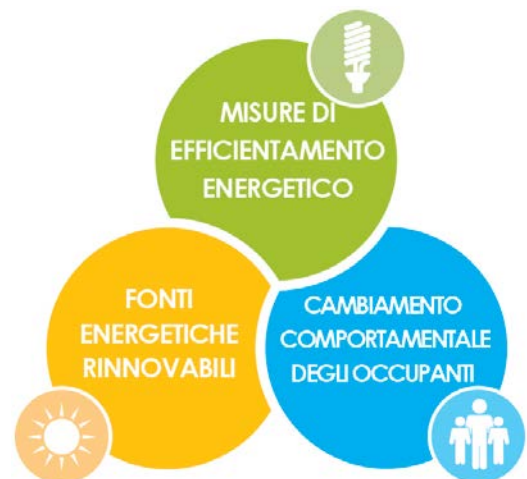 MISURE DI
EFFICIENTAMENTO
ENERGETICO
FONTI
ENERGETICHE
RINNOVABILI
CAMBIAMENTO
COMPORTAMENTALE
DEGLI OCCUPANTI